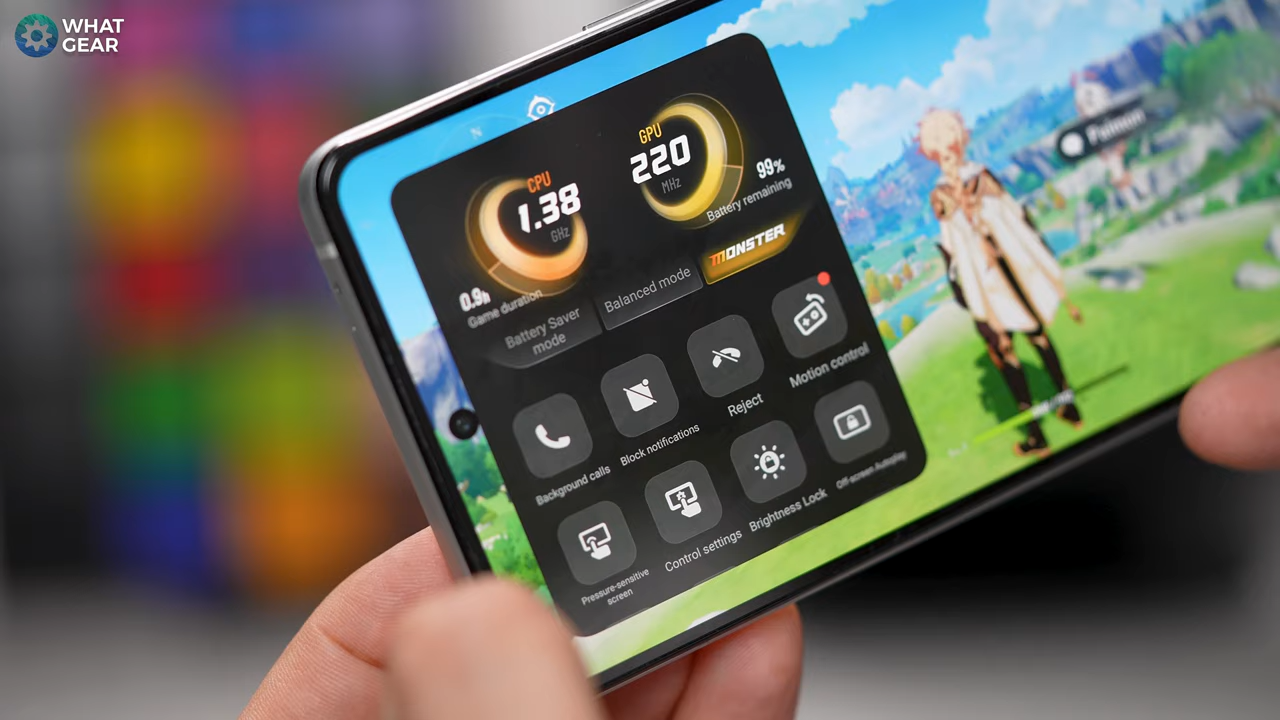 WHAT
GEAR
N
CPU
1.38
GHz
GPU
220
MHz
99%
Battery remaining
0.9h
Game duration
Battery Saver
mode
Balanced mode
MONSTER
Background calls
Block notifications
Reject
Motion control
Pressure-sensitive
screen
Control settings
Brightness Lock
Off-screen Autoplay
Paimon